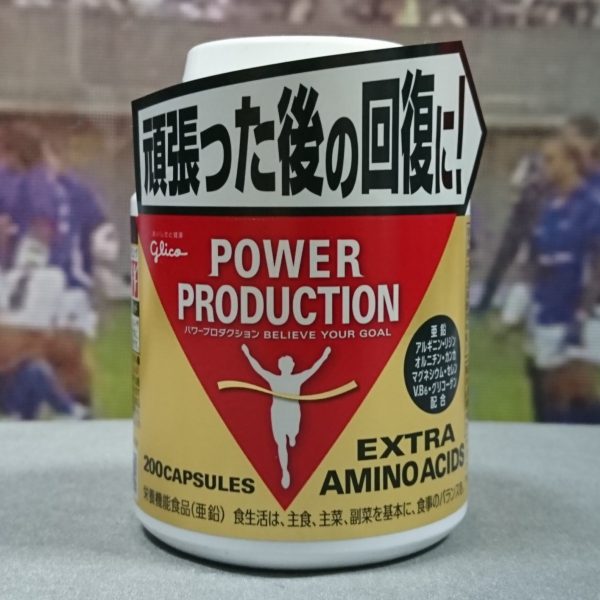 頑張った後の回復に!
おいしさと健康
glico
POWER
PRODUCTION
パワープロダクション BELIEVE YOUR GOAL
亜鉛
アルギニン・リジン
オルニチン・カンカ
マグネシウム・セレン
V.B₆・グリコーゲン
配合
EXTRA
AMINO ACIDS
200CAPSULES
栄養機能食品(亜鉛) 食生活は、主食、主菜、副菜を基本に、食事のバランスを